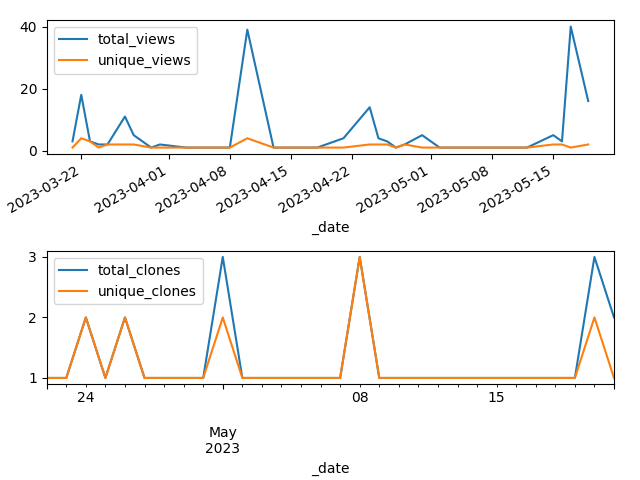 40
20
0
total_views
unique_views
2023-03-22
2023-04-01
2023-04-08
2023-04-15
2023-04-22
2023-05-01
2023-05-08
2023-05-15
_date
3
2
1
total_clones
unique_clones
24
May
2023
08
15
_date